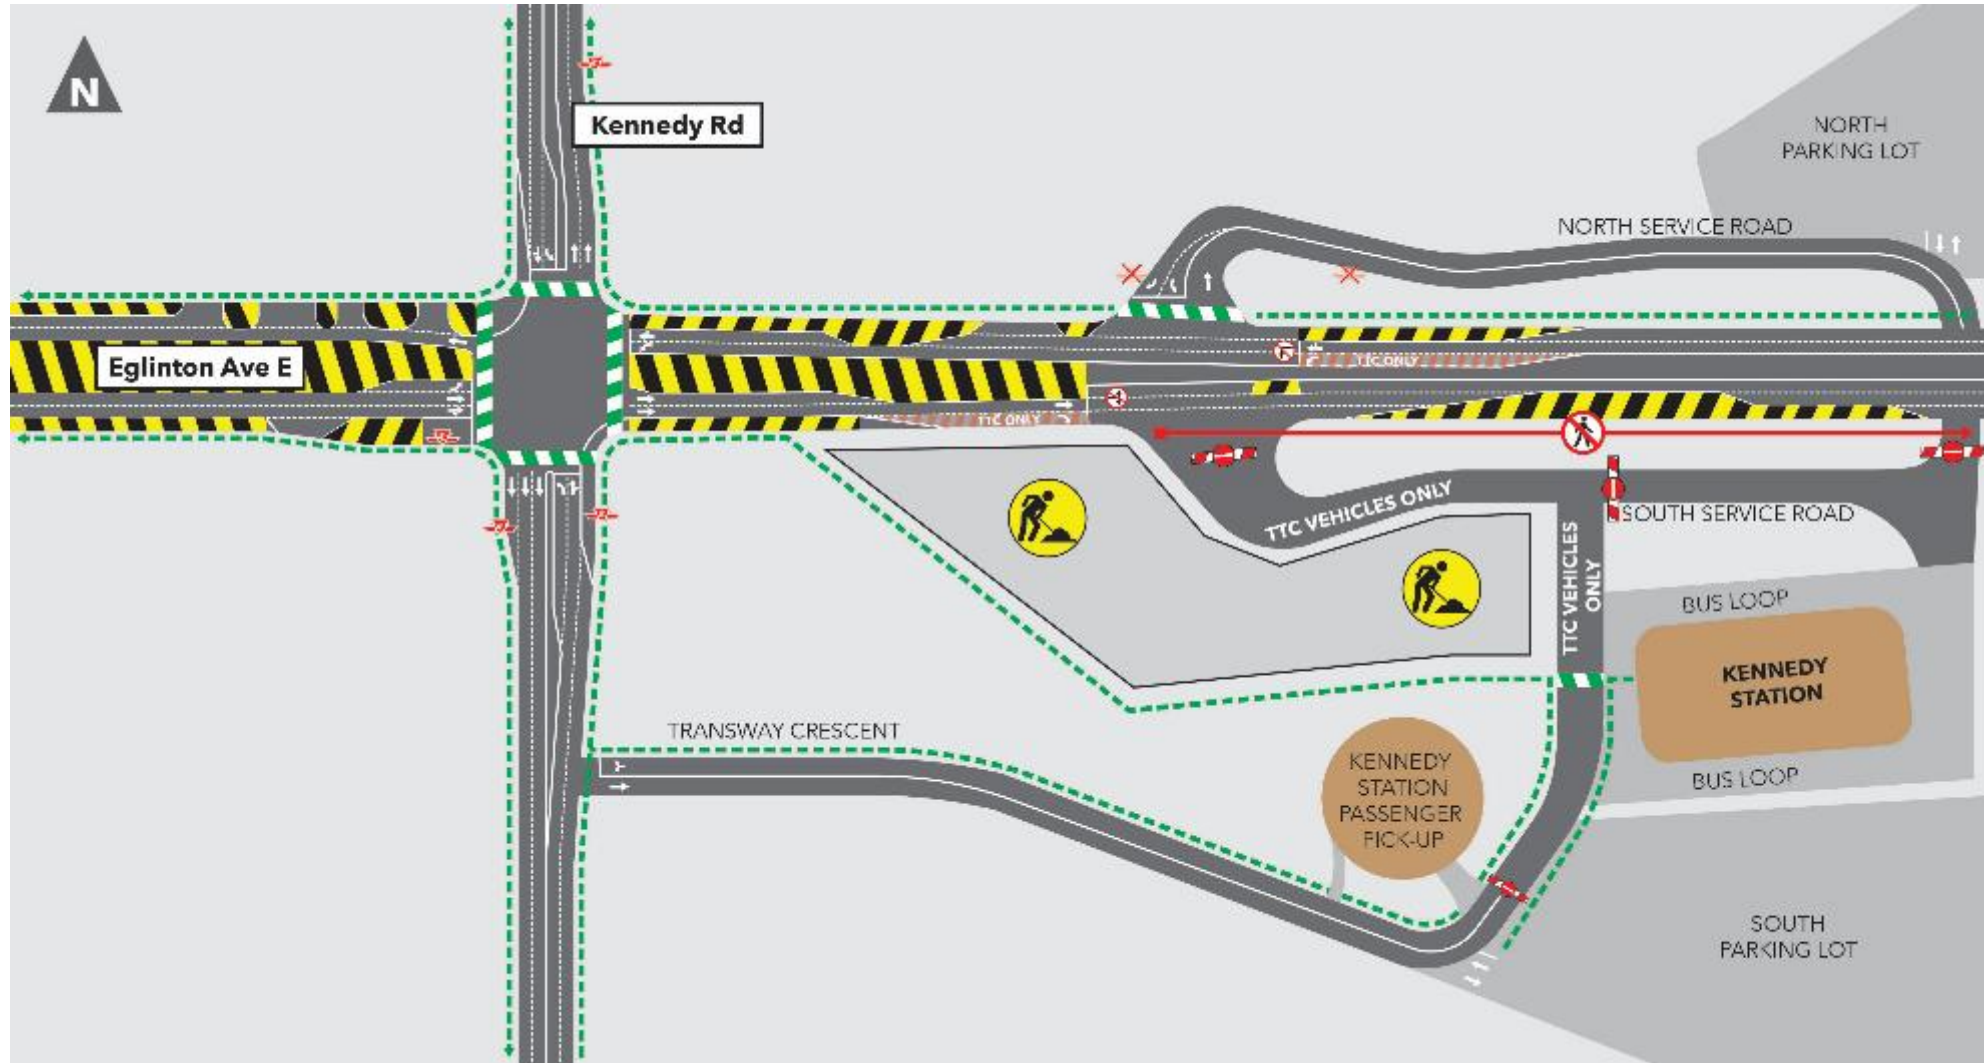 N
Kennedy Rd
NORTH
PARKING LOT
NORTH SERVICE ROAD
Eglinton Ave E
TTC ONLY
TTC ONLY
TTC VEHICLES ONLY
SOUTH SERVICE ROAD
TTC VEHICLES
ONLY
BUS LOOP
KENNEDY
STATION
TRANSWAY CRESCENT
KENNEDY
STATION
PASSENGER
PICK-UP
BUS LOOP
SOUTH
PARKING LOT